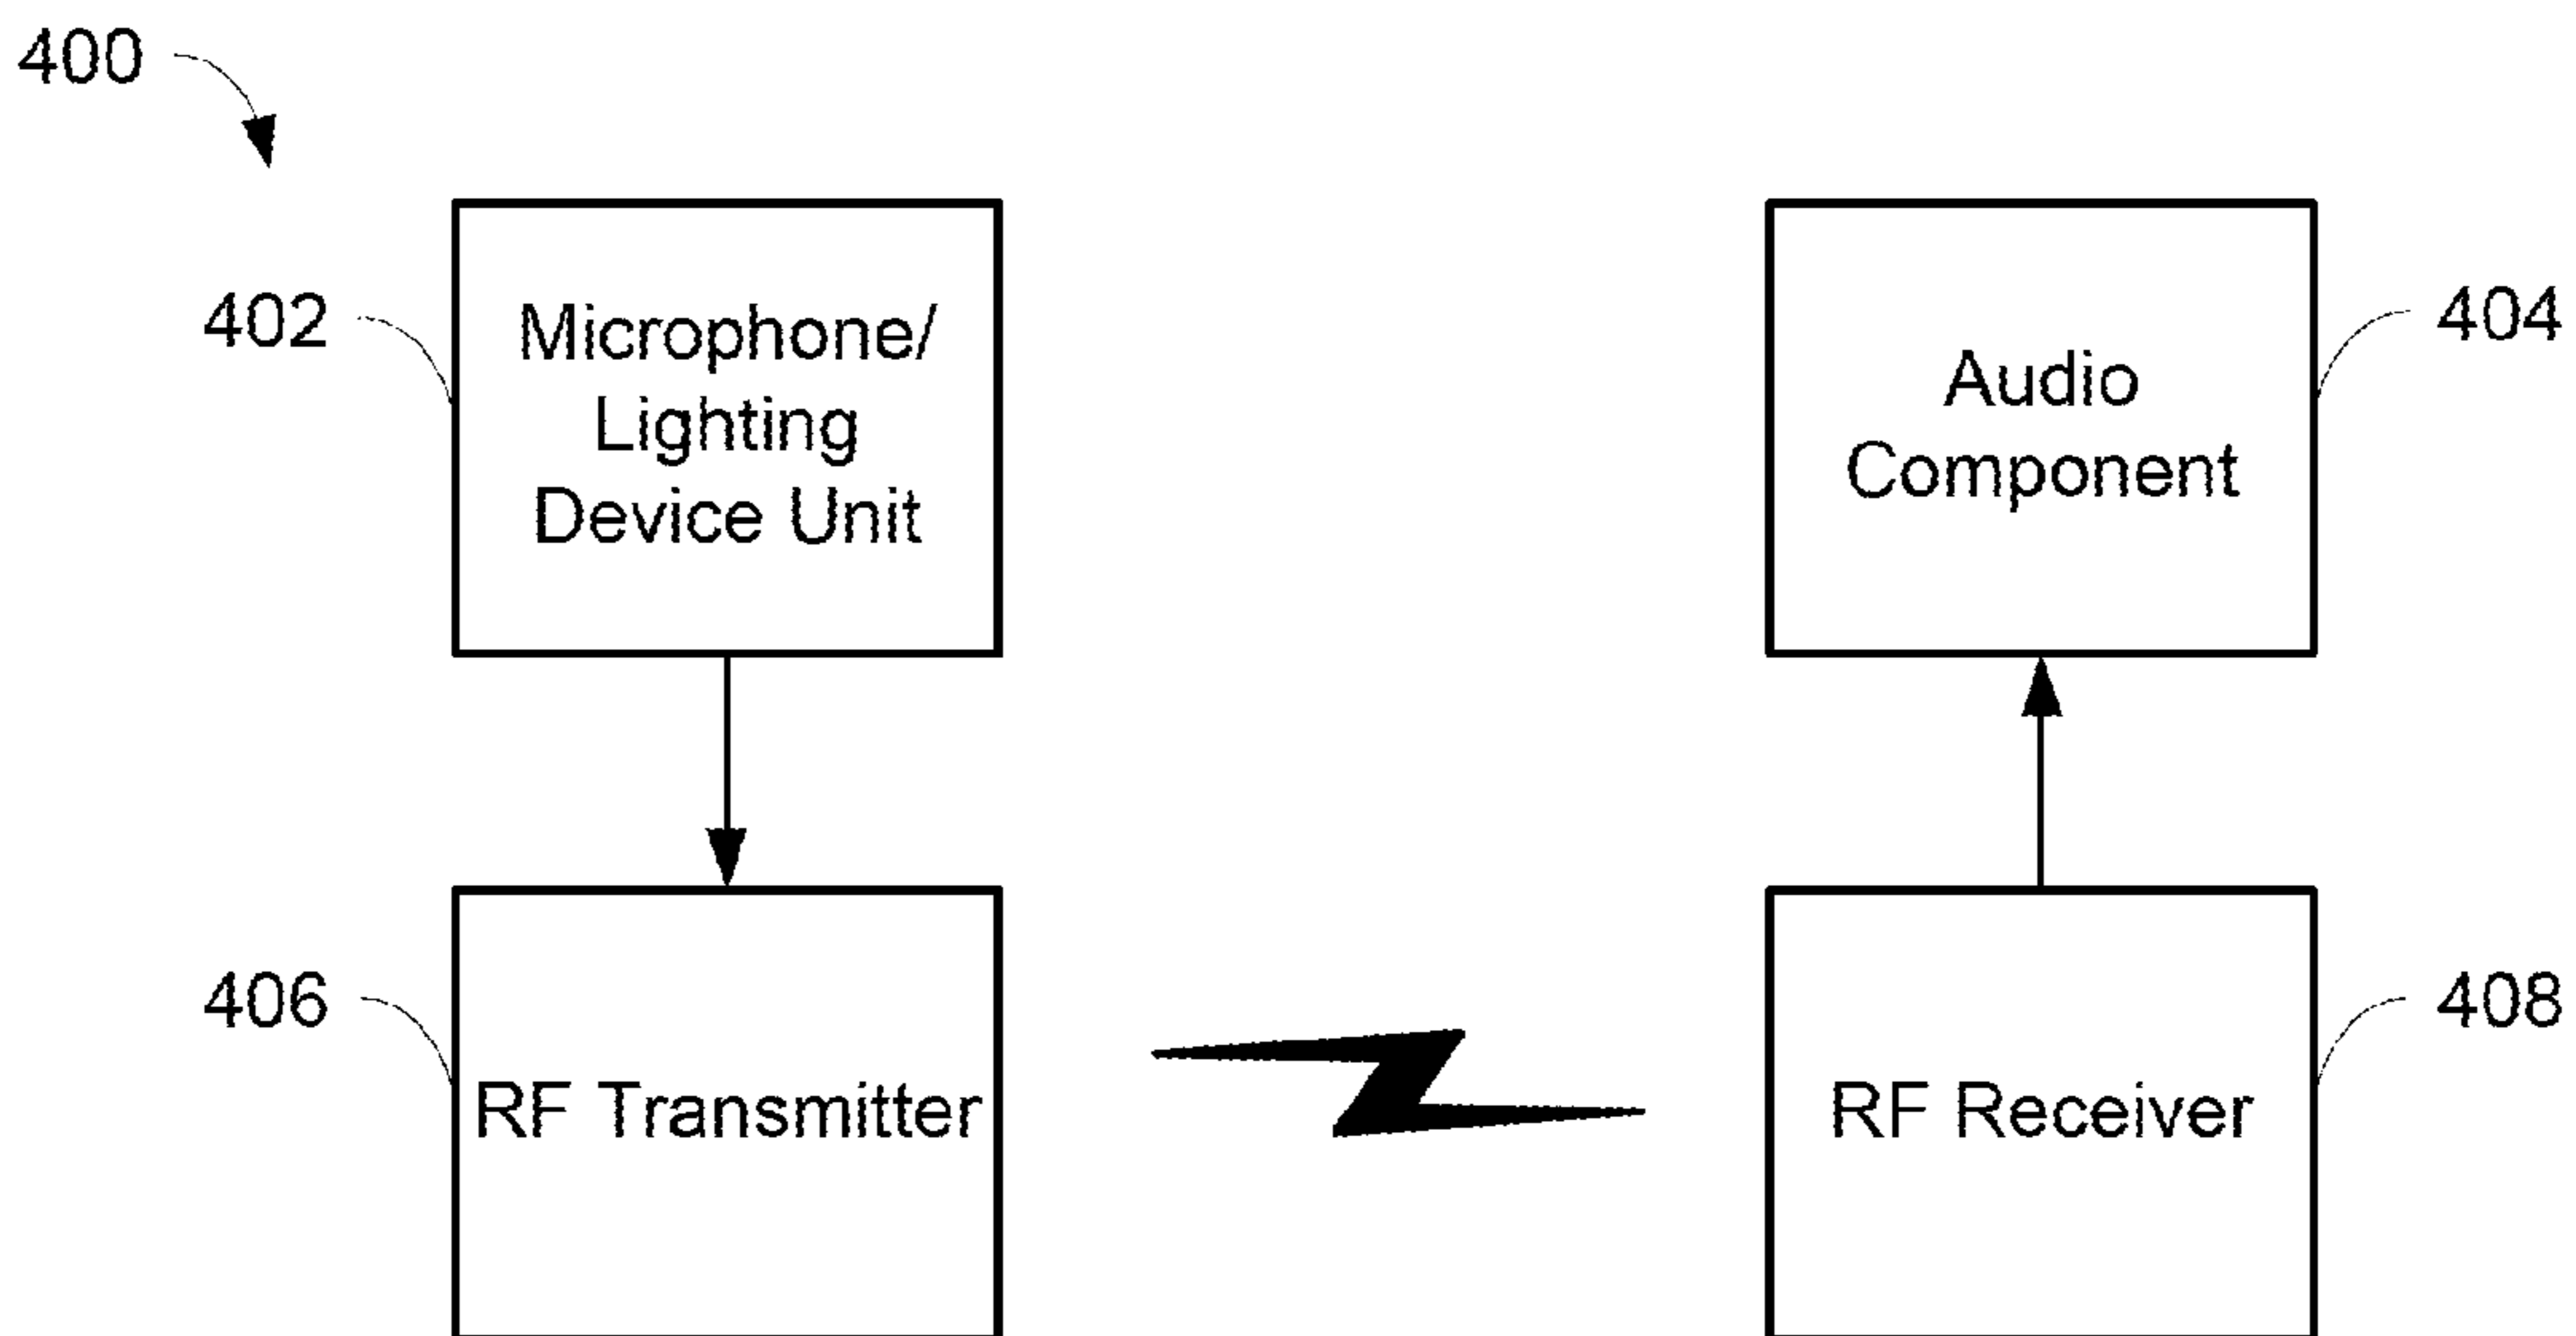 400
402
Microphone/
Lighting
Device Unit
Audio
Component
404
406
RF Transmitter
RF Receiver
408